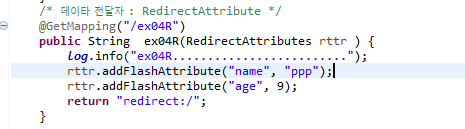 /* 데이타 전달자 : RedirectAttribute */
@GetMapping("/ex04R")
public String  ex04R(RedirectAttributes rttr ) {
log.info("ex04R..........................");
rttr.addFlashAttribute("name", "ppp");
rttr.addFlashAttribute("age", 9);
return "redirect:/";
}